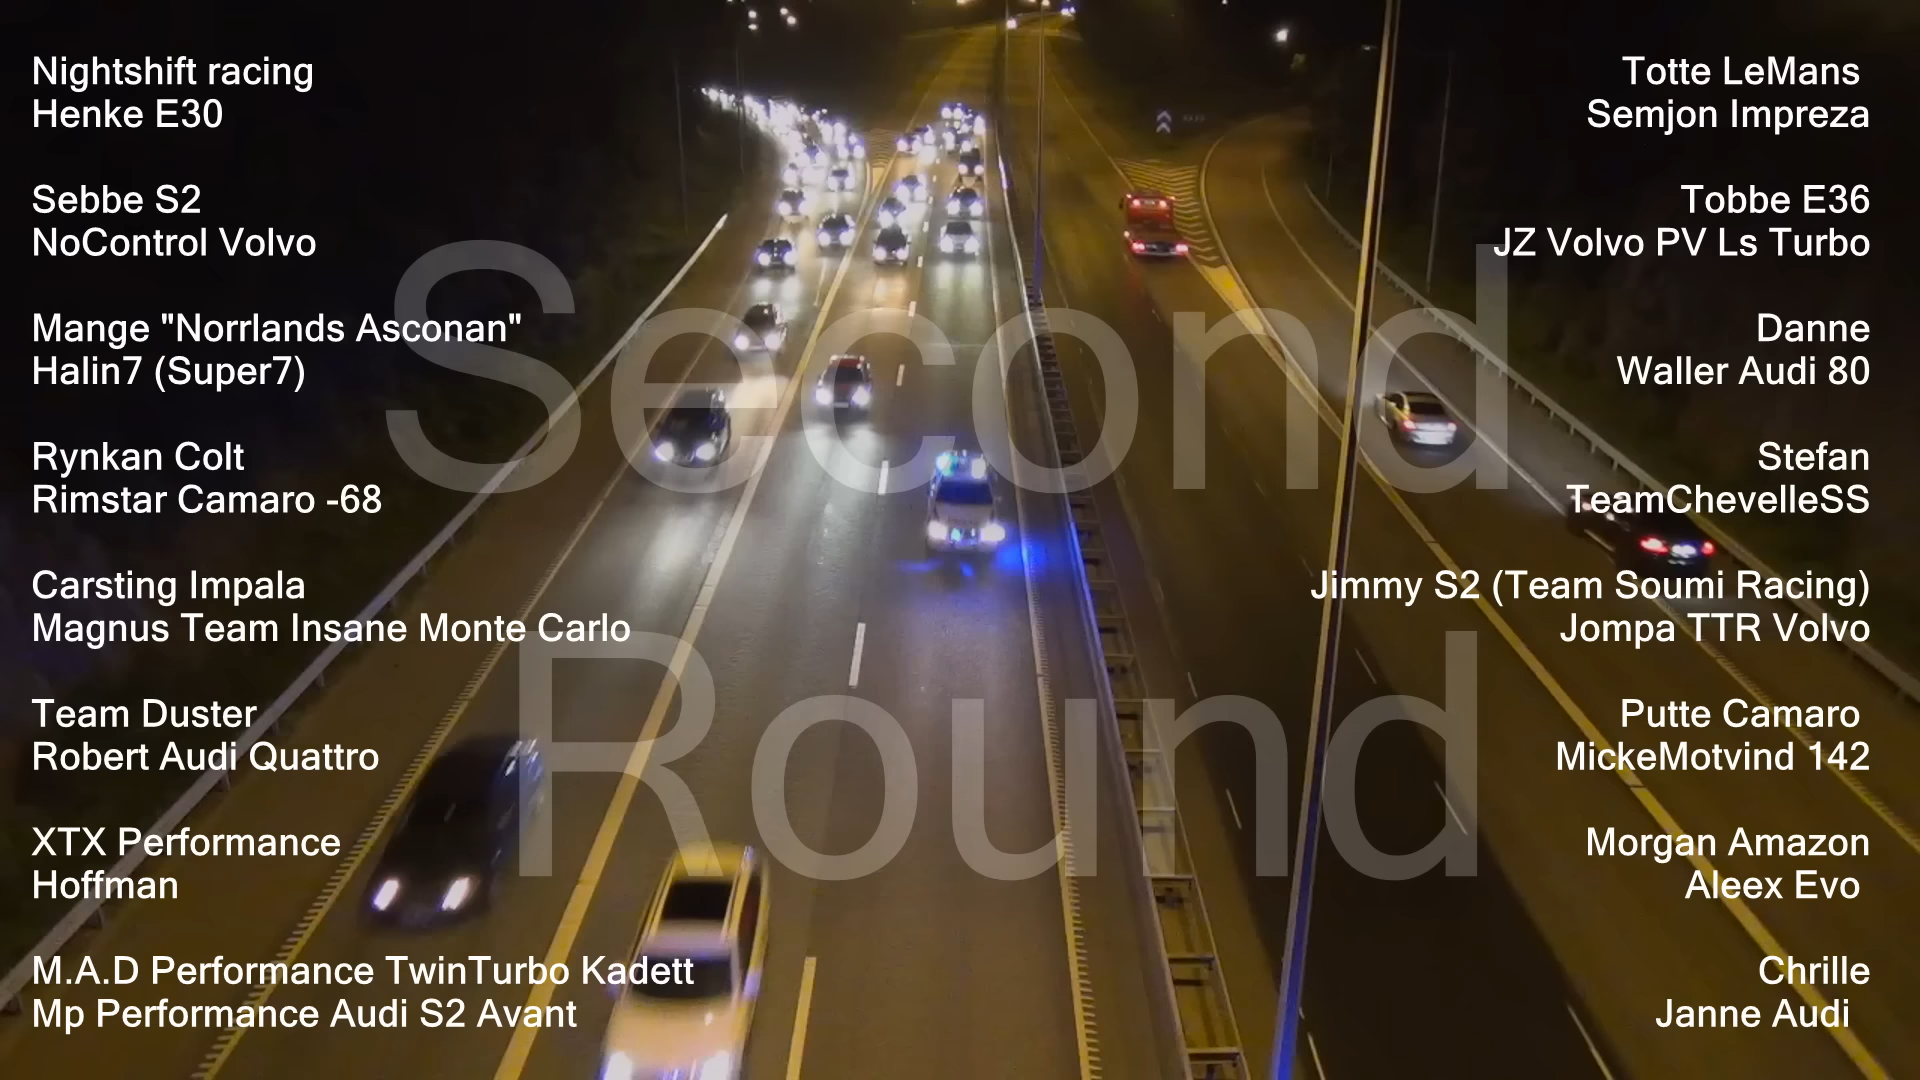 Nightshift racing
Henke E30
Sebbe S2
NoControl Volvo
Mange "Norrlands Asconan"
Halin7 (Super7)
Rynkan Colt
Rimstar Camaro -68
Carsting Impala
Magnus Team Insane Monte Carlo
Team Duster
Robert Audi Quattro
XTX Performance
Hoffman
M.A.D Performance TwinTurbo Kadett
Mp Performance Audi S2 Avant
Second
Round
Totte LeMans
Semjon Impreza
Tobbe E36
JZ Volvo PV Ls Turbo
Danne
Waller Audi 80
Stefan
TeamChevelleSS
Jimmy S2 (Team Soumi Racing)
Jompa TTR Volvo
Putte Camaro
MickeMotvind 142
Morgan Amazon
Aleex Evo
Chrille
Janne Audi